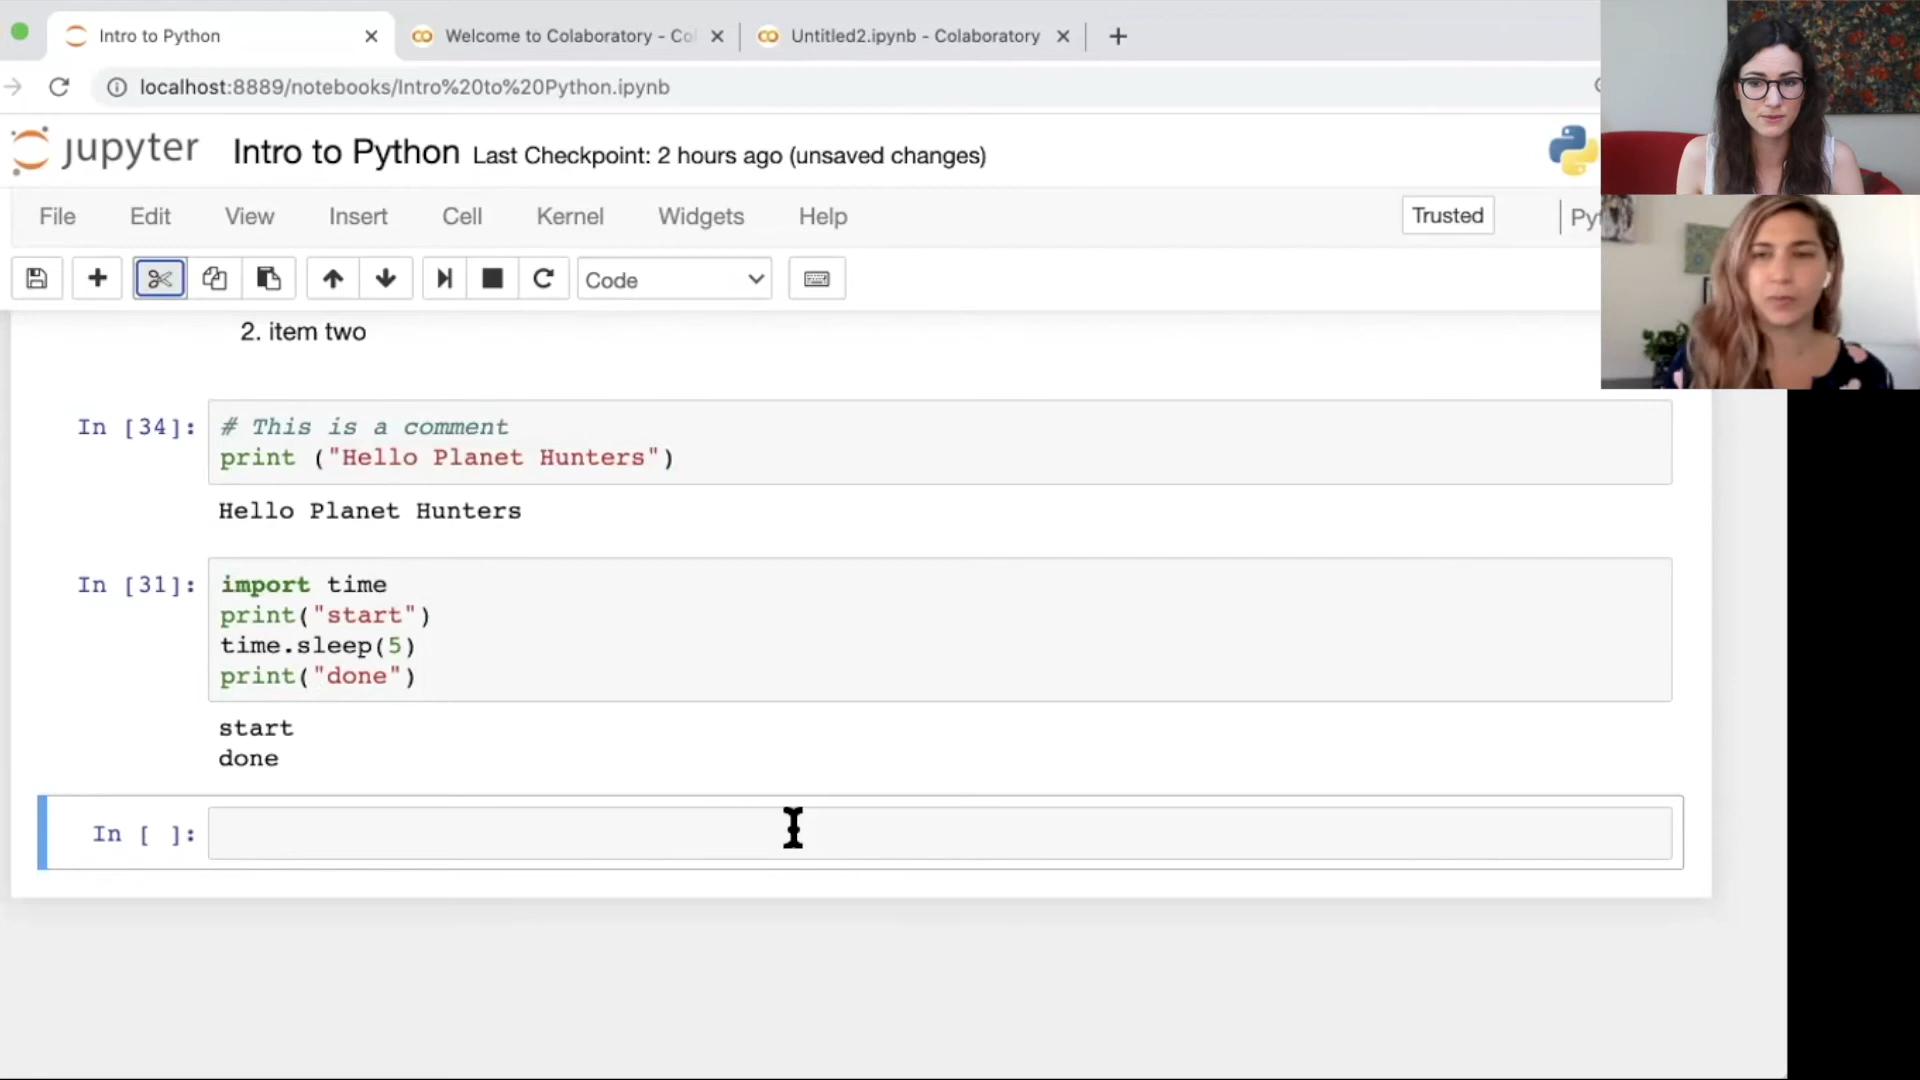 Intro to Python
Welcome to Colaboratory - Co
Untitled2.ipynb - Colaboratory
localhost:8889/notebooks/Intro%20to%20Python.ipynb
jupyter Intro to Python Last Checkpoint: 2 hours ago (unsaved changes)
File Edit View Insert Cell Kernel Widgets Help Trusted Py
Code
2. item two
In [34]: # This is a comment
print ("Hello Planet Hunters")
Hello Planet Hunters
In [31]: import time
print("start")
time.sleep(5)
print("done")
start
done
In [ ]: